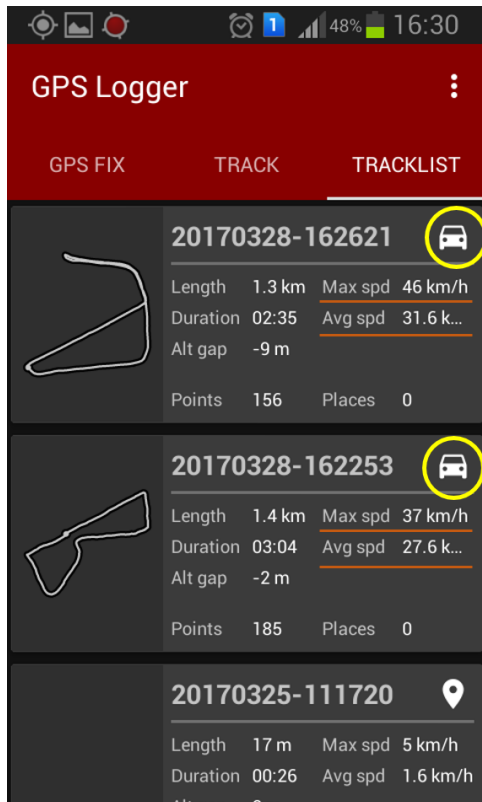 1 48% 16:30
GPS Logger
GPS FIX TRACK TRACKLIST
20170328-162621
Length 1.3 km Max spd 46 km/h
Duration 02:35 Avg spd 31.6 k...
Alt gap -9 m
Points 156 Places 0
20170328-162253
Length 1.4 km Max spd 37 km/h
Duration 03:04 Avg spd 27.6 k...
Alt gap -2 m
Points 185 Places 0
20170325-111720
Length 17 m Max spd 5 km/h
Duration 00:26 Avg spd 1.6 km/h